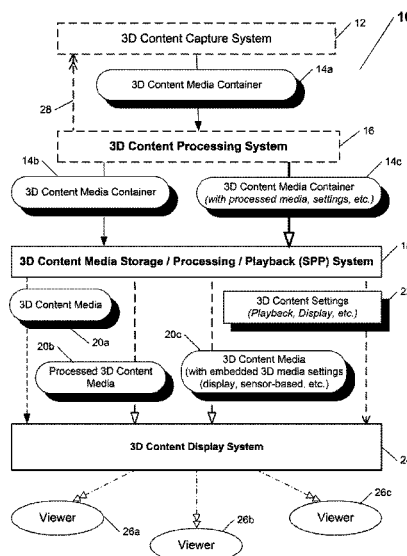 10
3D Content Capture System
12
3D Content Media Container
14a
28
3D Content Processing System
16
14b
14c
3D Content Media Container
3D Content Media Container
(with processed media, settings, etc.)
3D Content Media Storage / Processing / Playback (SPP) System
3D Content Media
20a
3D Content Settings
(Playback, Display, etc.)
20b
Processed 3D Content
Media
20c
3D Content Media
(with embedded 3D media settings
(display, sensor-based, etc.)
3D Content Display System
Viewer
26a
Viewer
26b
Viewer
26c